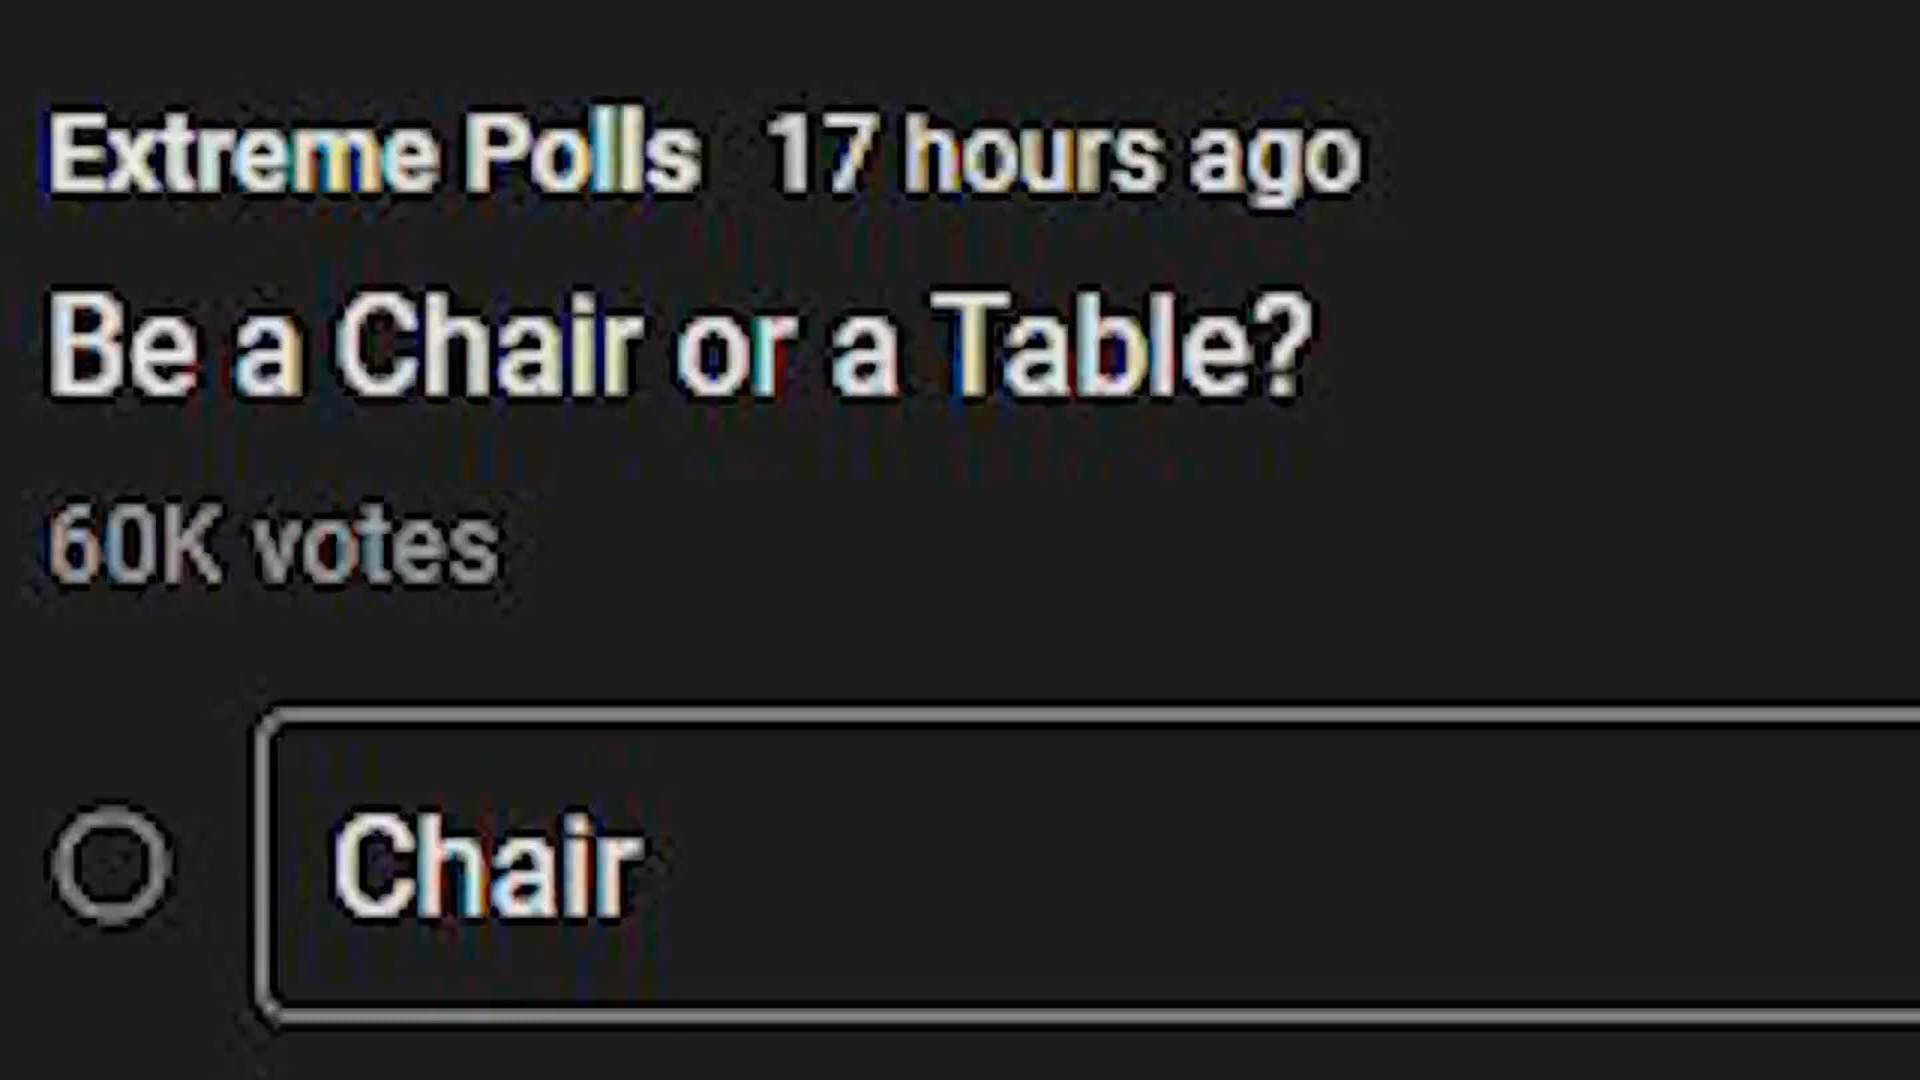 Extreme Polls 17 hours ago
Be a Chair or a Table?
60K votes
Chair